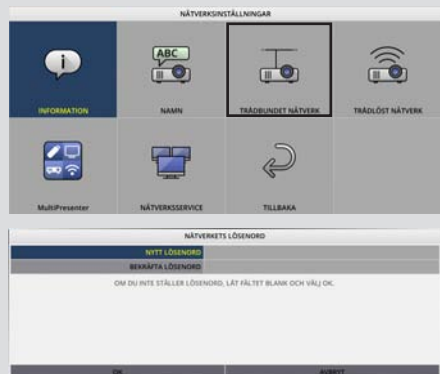 NÄTVERKSINSTÄLLNINGAR
ABC
INFORMATION
NAMN
TRÅDBUNDET NÄTVERK
TRÅDLÖST NÄTVERK
MultiPresenter
NÄTVERKSSERVICE
TILLBAKA
NÄTVERKETS LÖSENORD
NYTT LÖSENORD
BEKRÄFTA LÖSENORD
OM DU INTE STÄLLER LÖSENORD, LÅT FÄLTET BLANK OCH VÄLJ OK.
OK
AVBRYT